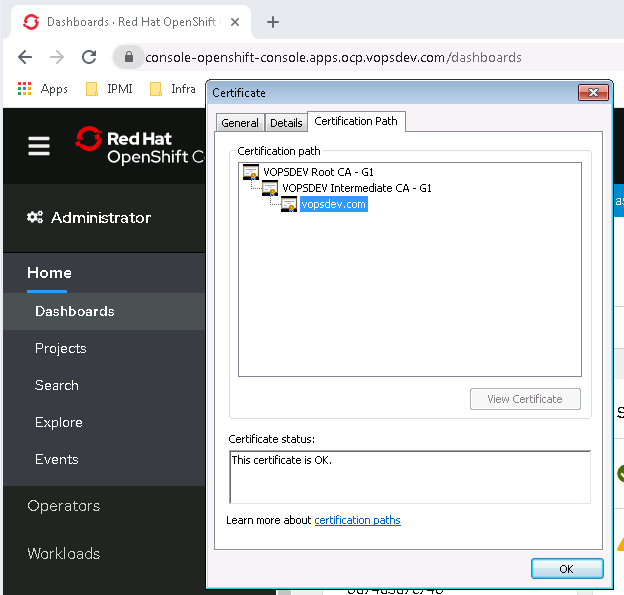 Dashboards · Red Hat OpenShift
console-openshift-console.apps.ocp.vopsdev.com/dashboards
Apps IPMI Infra
Certificate
General Details Certification Path
Red Hat
OpenShift
Certification path
VOPSDEV Root CA - G1
VOPSDEV Intermediate CA - G1
vopsdev.com
Administrator
Home
Dashboards
Projects
Search
Explore
Events
Operators
Workloads
View Certificate
Certificate status:
This certificate is OK.
Learn more about certification paths
OK